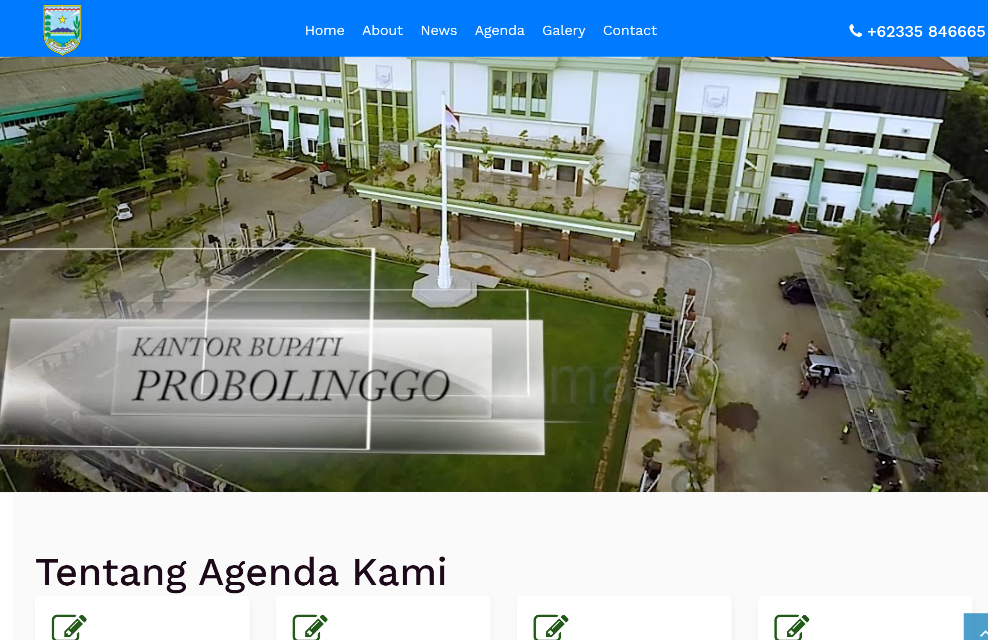 Home About News Agenda Galery Contact
+62335 846665
KANTOR BUPATI
PROBOLINGGO
Tentang Agenda Kami